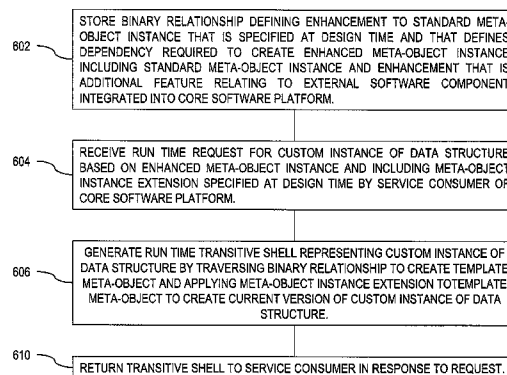 602
STORE BINARY RELATIONSHIP DEFINING ENHANCEMENT TO STANDARD META-
OBJECT INSTANCE THAT IS SPECIFIED AT DESIGN TIME AND THAT DEFINES
DEPENDENCY REQUIRED TO CREATE ENHANCED META-OBJECT INSTANCE
INCLUDING STANDARD META-OBJECT INSTANCE AND ENHANCEMENT THAT IS
ADDITIONAL FEATURE RELATING TO EXTERNAL SOFTWARE COMPONENT
INTEGRATED INTO CORE SOFTWARE PLATFORM.
604
RECEIVE RUN TIME REQUEST FOR CUSTOM INSTANCE OF DATA STRUCTURE
BASED ON ENHANCED META-OBJECT INSTANCE AND INCLUDING META-OBJECT
INSTANCE EXTENSION SPECIFIED AT DESIGN TIME BY SERVICE CONSUMER OF
CORE SOFTWARE PLATFORM.
606
GENERATE RUN TIME TRANSITIVE SHELL REPRESENTING CUSTOM INSTANCE OF
DATA STRUCTURE BY TRAVERSING BINARY RELATIONSHIP TO CREATE TEMPLATE
META-OBJECT AND APPLYING META-OBJECT INSTANCE EXTENSION TOTEMPLATE
META-OBJECT TO CREATE CURRENT VERSION OF CUSTOM INSTANCE OF DATA
STRUCTURE.
610
RETURN TRANSITIVE SHELL TO SERVICE CONSUMER IN RESPONSE TO REQUEST.